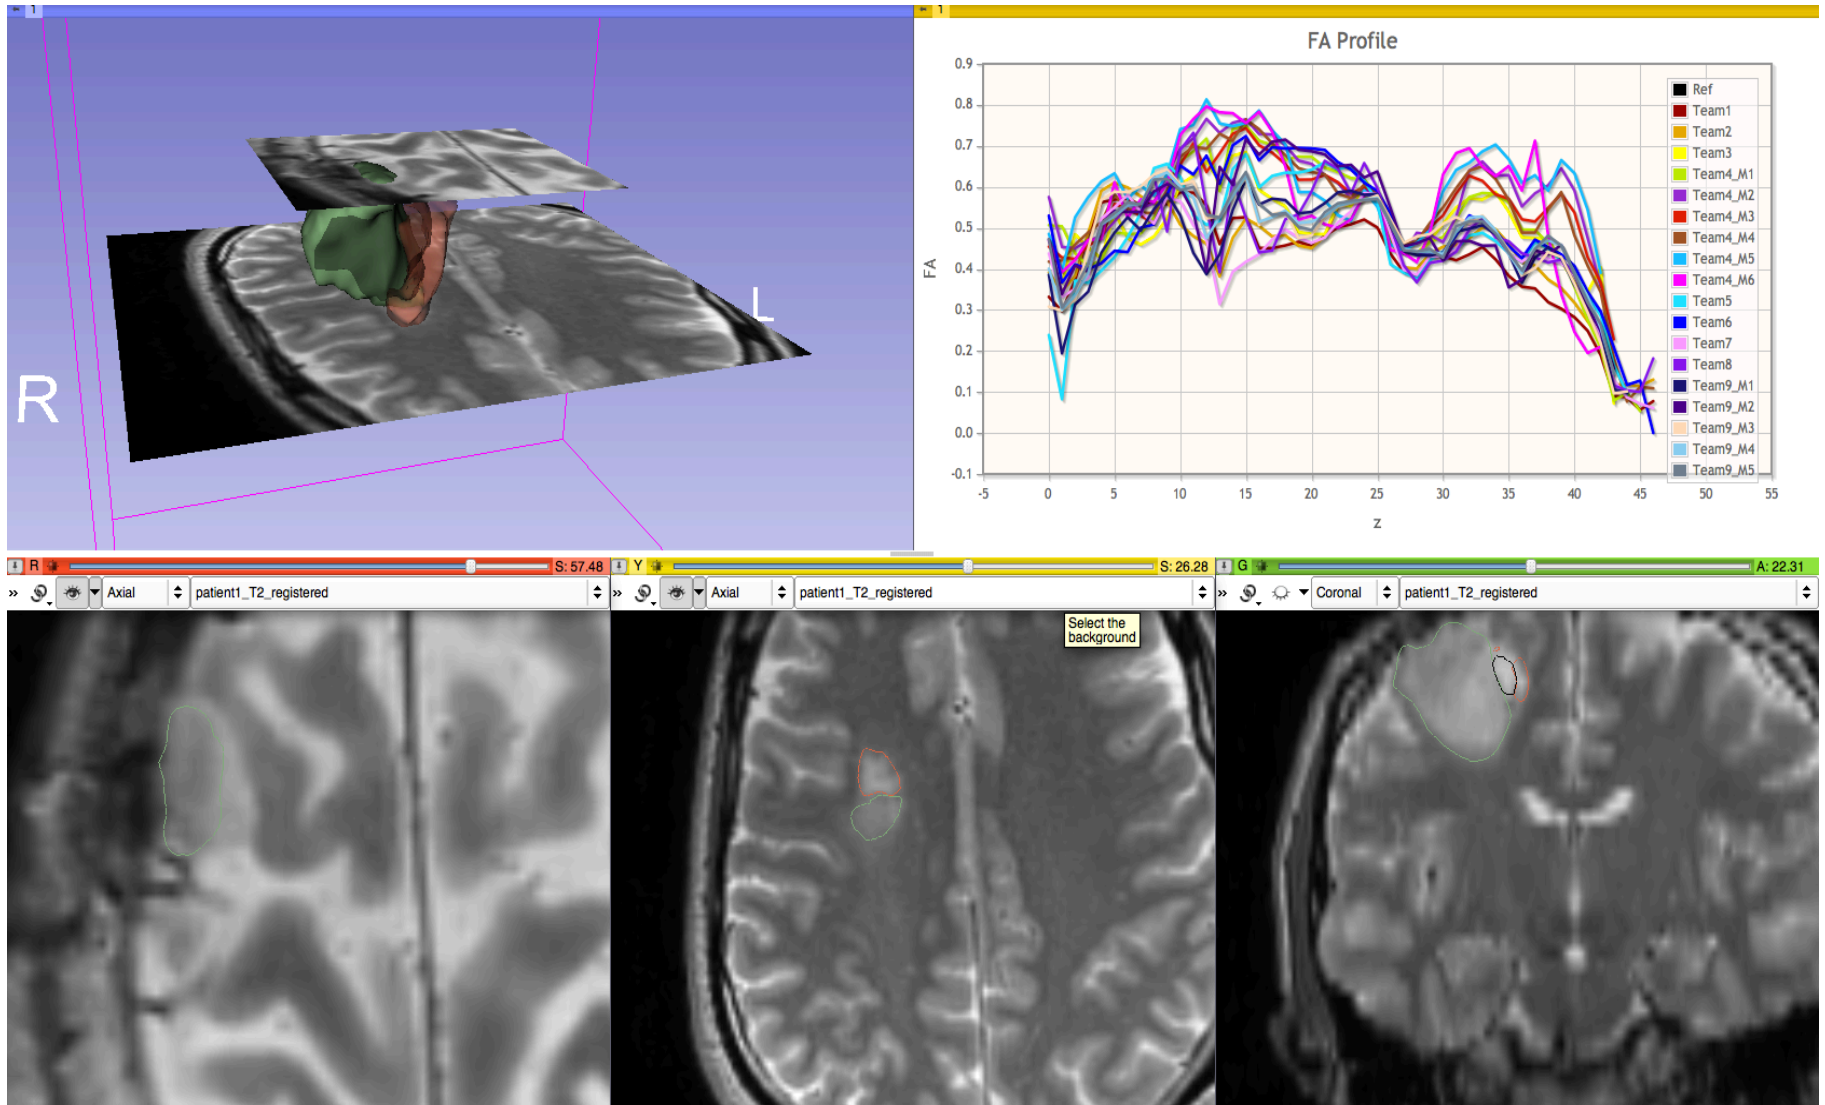 1
R
L
1
FA Profile
0.9
0.8
0.7
0.6
0.5
0.4
0.3
0.2
0.1
0.0
-0.1
FA
-5
0
5
10
15
20
25
30
35
40
45
50
55
z
Ref
Team1
Team2
Team3
Team4_M1
Team4_M2
Team4_M3
Team4_M4
Team4_M5
Team4_M6
Team5
Team6
Team7
Team8
Team9_M1
Team9_M2
Team9_M3
Team9_M4
Team9_M5
R
S: 57.48
Y
S: 26.28
G
A: 22.31
» Axial patient1_T2_registered
» Axial patient1_T2_registered
» Coronal patient1_T2_registered
Select the
background